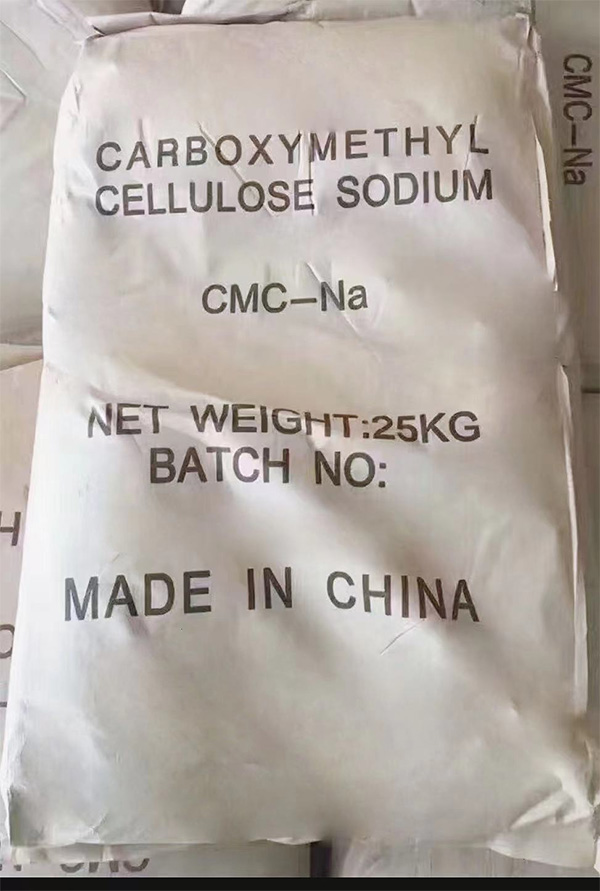 CARBOXYMETHYL
CELLULOSE SODIUM
CMC-Na
NET WEIGHT:25KG
BATCH NO:
MADE IN CHINA
CMC-Na